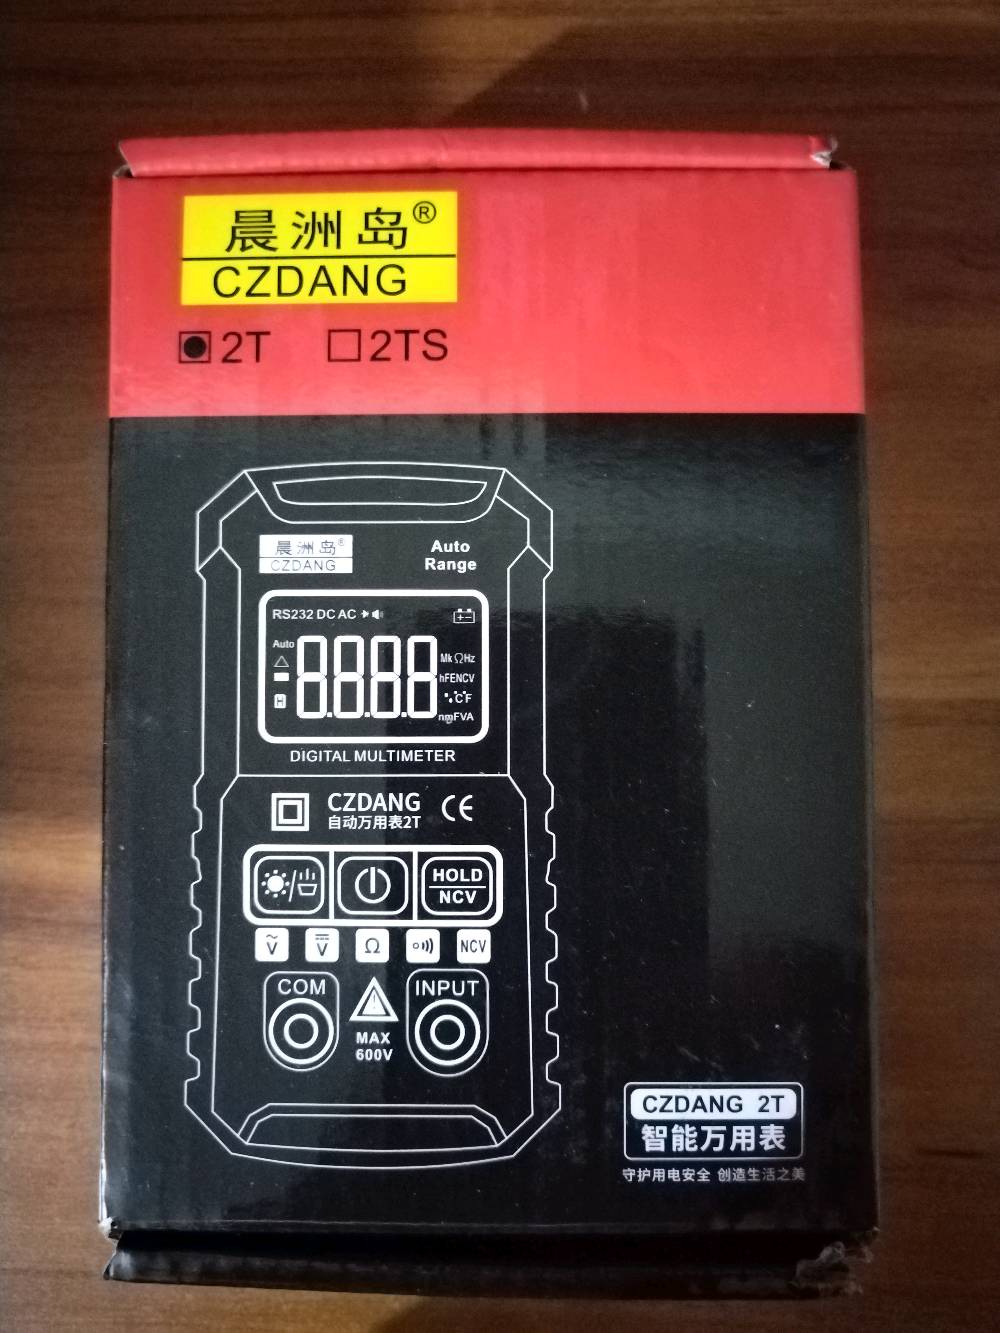 晨洲岛®
CZDANG
2T 2TS
晨洲岛®
CZDANG
Auto
Range
RS232 DC AC
Auto
8.8.8.8
Mk ΩHz
hFENCV
°C°F
nmFVA
H
DIGITAL MULTIMETER
CZDANG
自动万用表2T
CE
HOLD
NCV
V V Ω NCV
COM INPUT
MAX
600V
CZDANG 2T
智能万用表
守护用电安全 创造生活之美